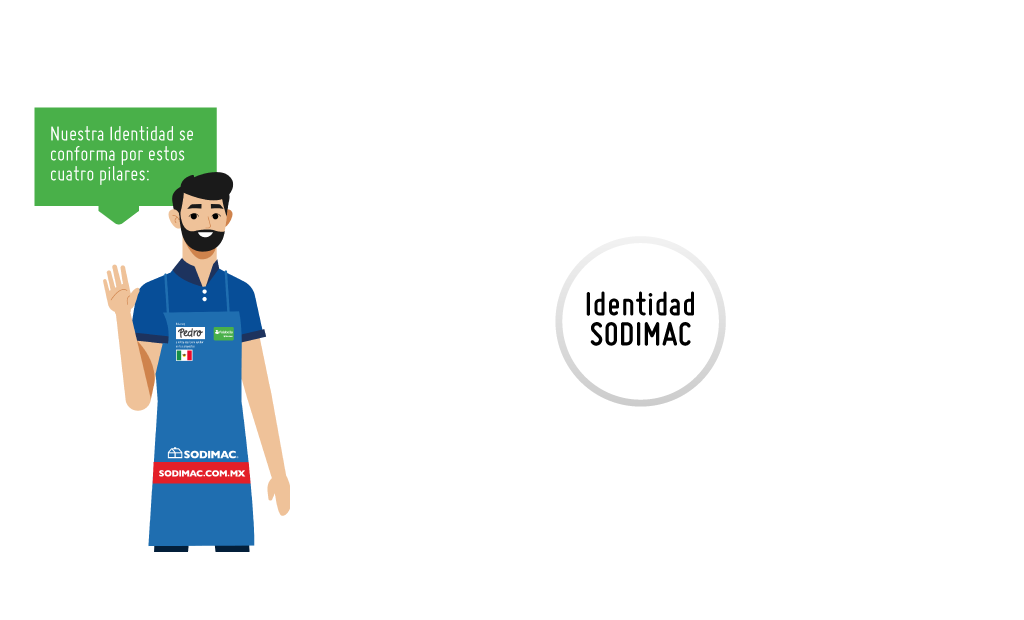 Nuestra Identidad se
conforma por estos
cuatro pilares:
Identidad
SODIMAC
Pedro
SODIMAC
SODIMAC.COM.MX